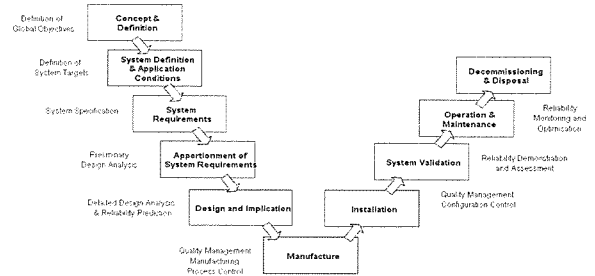 Definition of
Global Objectives
Concept &
Definition
Definition of
System Targets
System Definition
& Application
Conditions
Decommissioning
& Disposal
System Specification
System
Requirements
Operation &
Maintenance
Reliability
Monitoring and
Optimisation
Preliminary
Design Analysis
Apportionment of
System Requirements
System Validation
Reliability Demonstration
and Assessment
Detailed Design Analysis
& Reliability Prediction
Design and Implication
Installation
Quality Management
Configuration Control
Quality Management
Manufacturing
Process Control
Manufacture